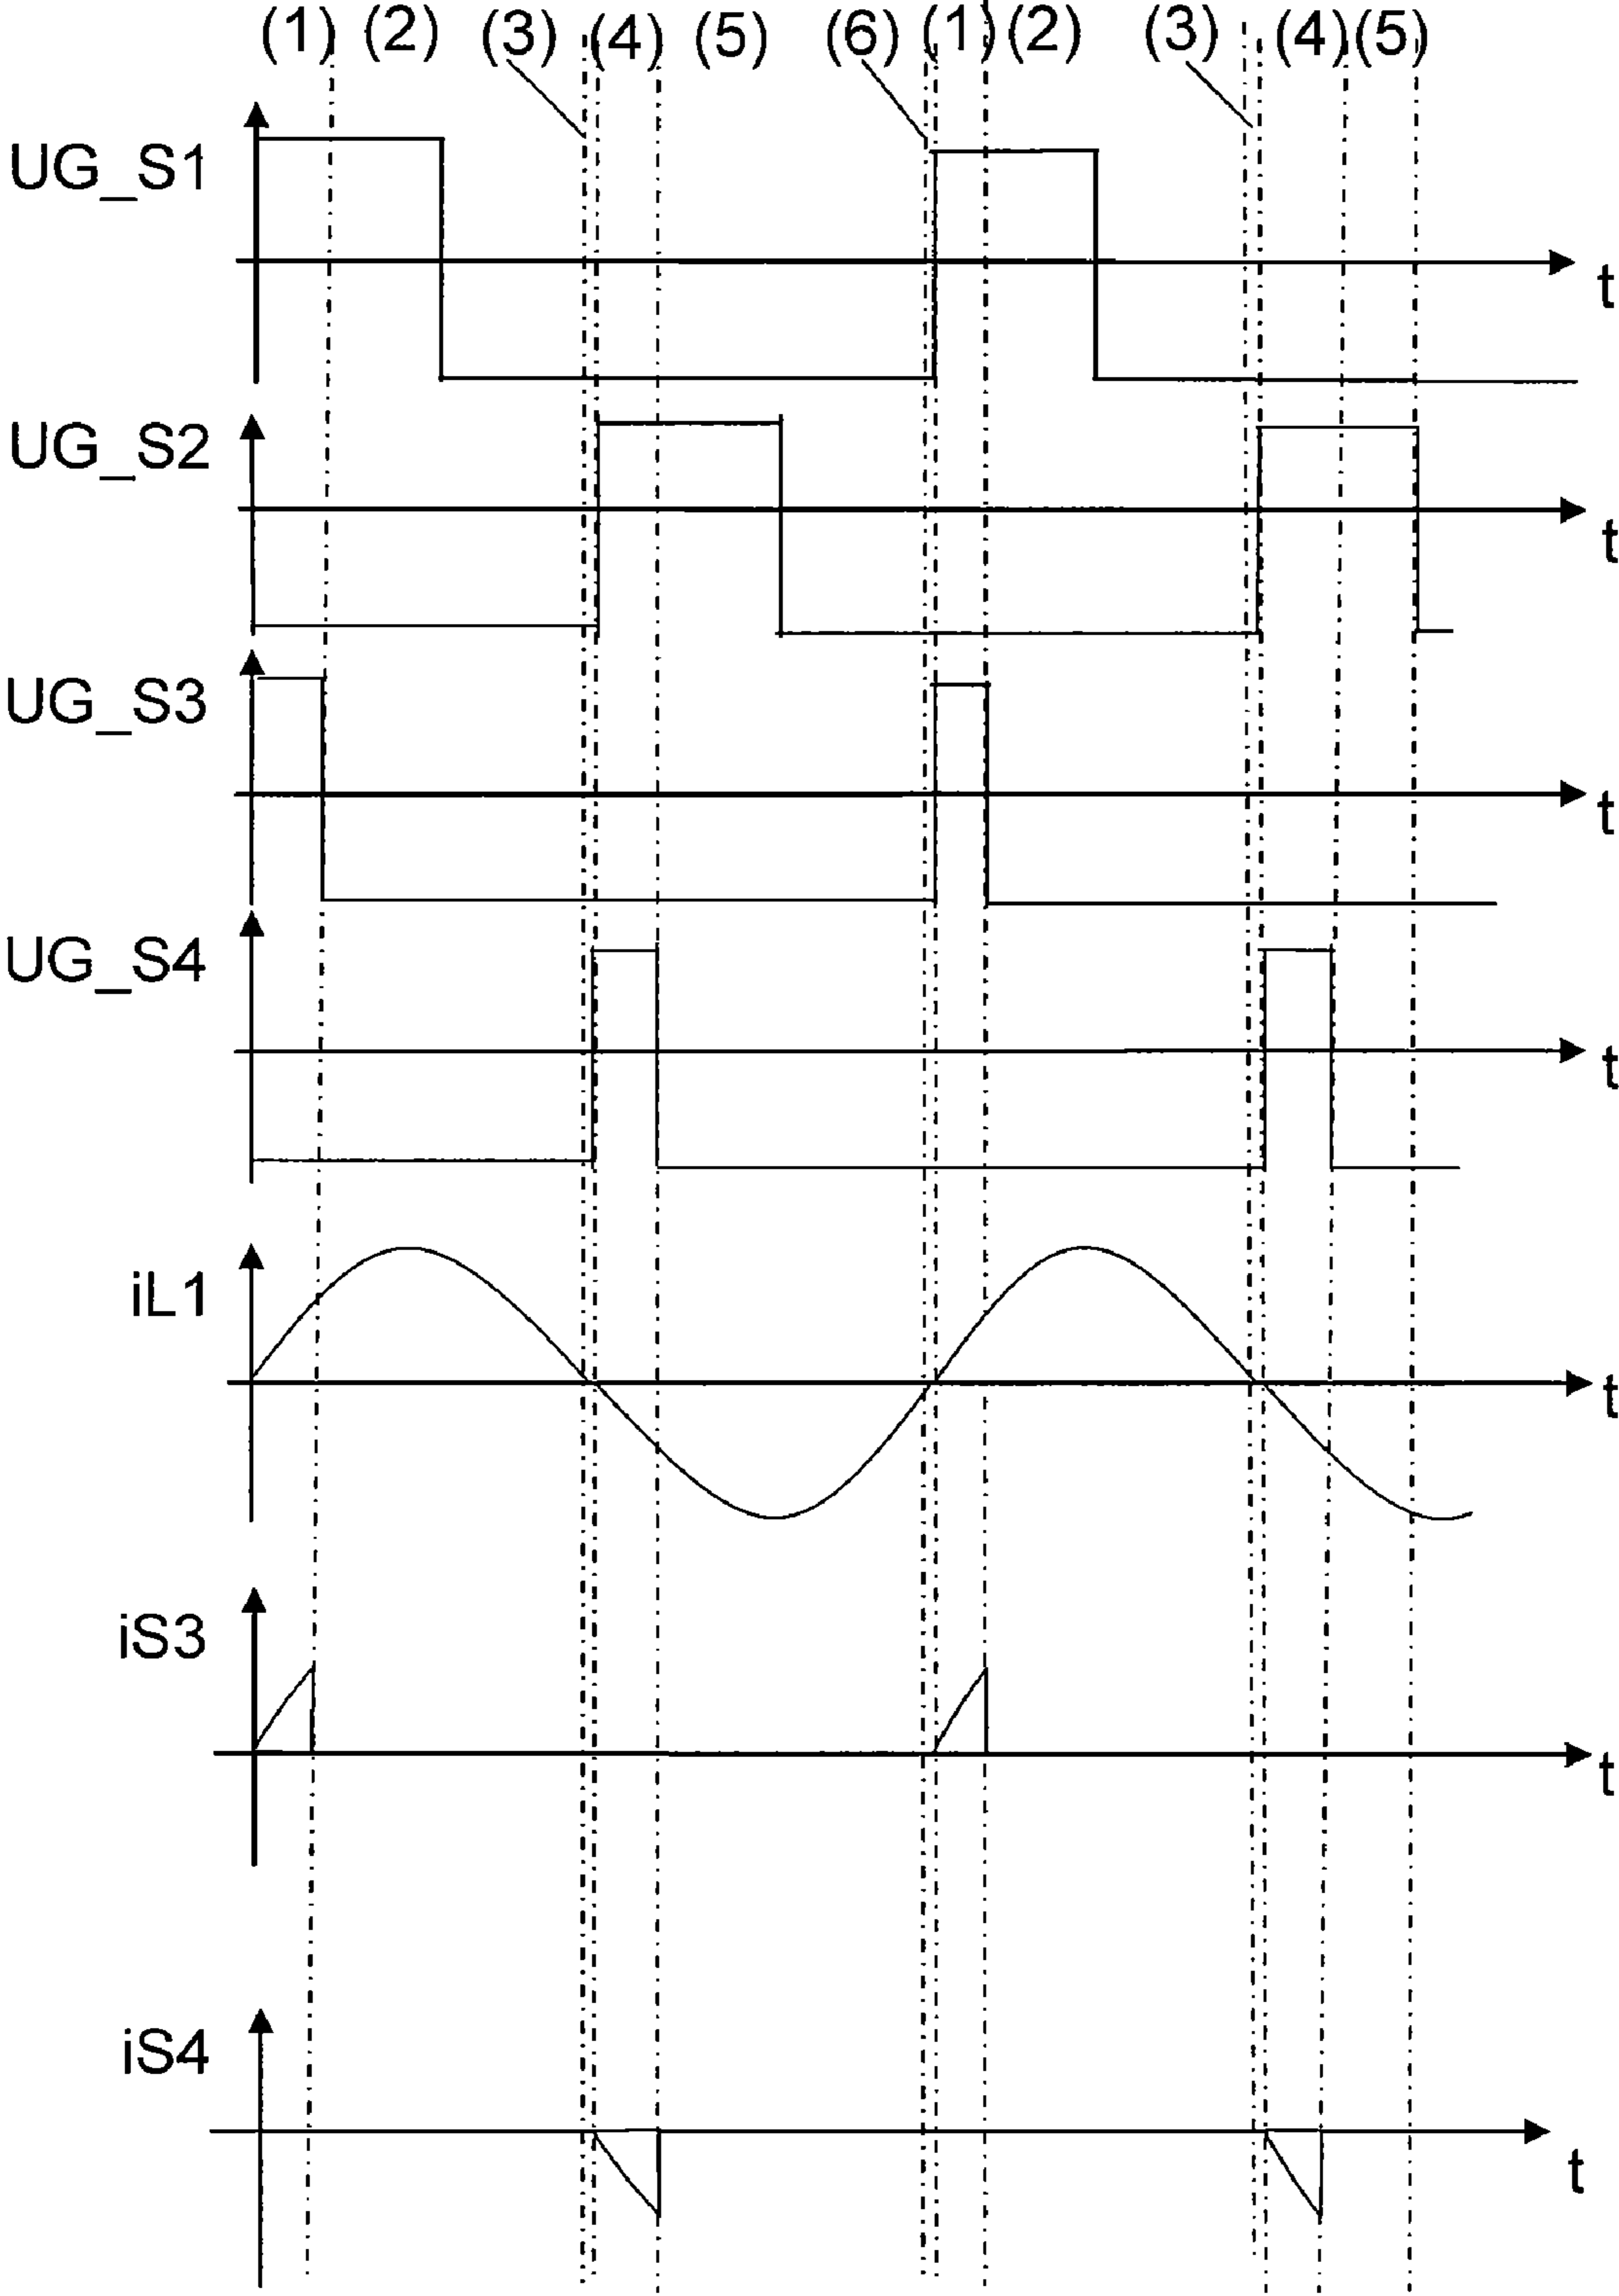 (1) (2) (3) (4) (5) (6) (1) (2) (3) (4) (5)
UG_S1
t
UG_S2
t
UG_S3
t
UG_S4
t
iL1
t
iS3
t
iS4
t